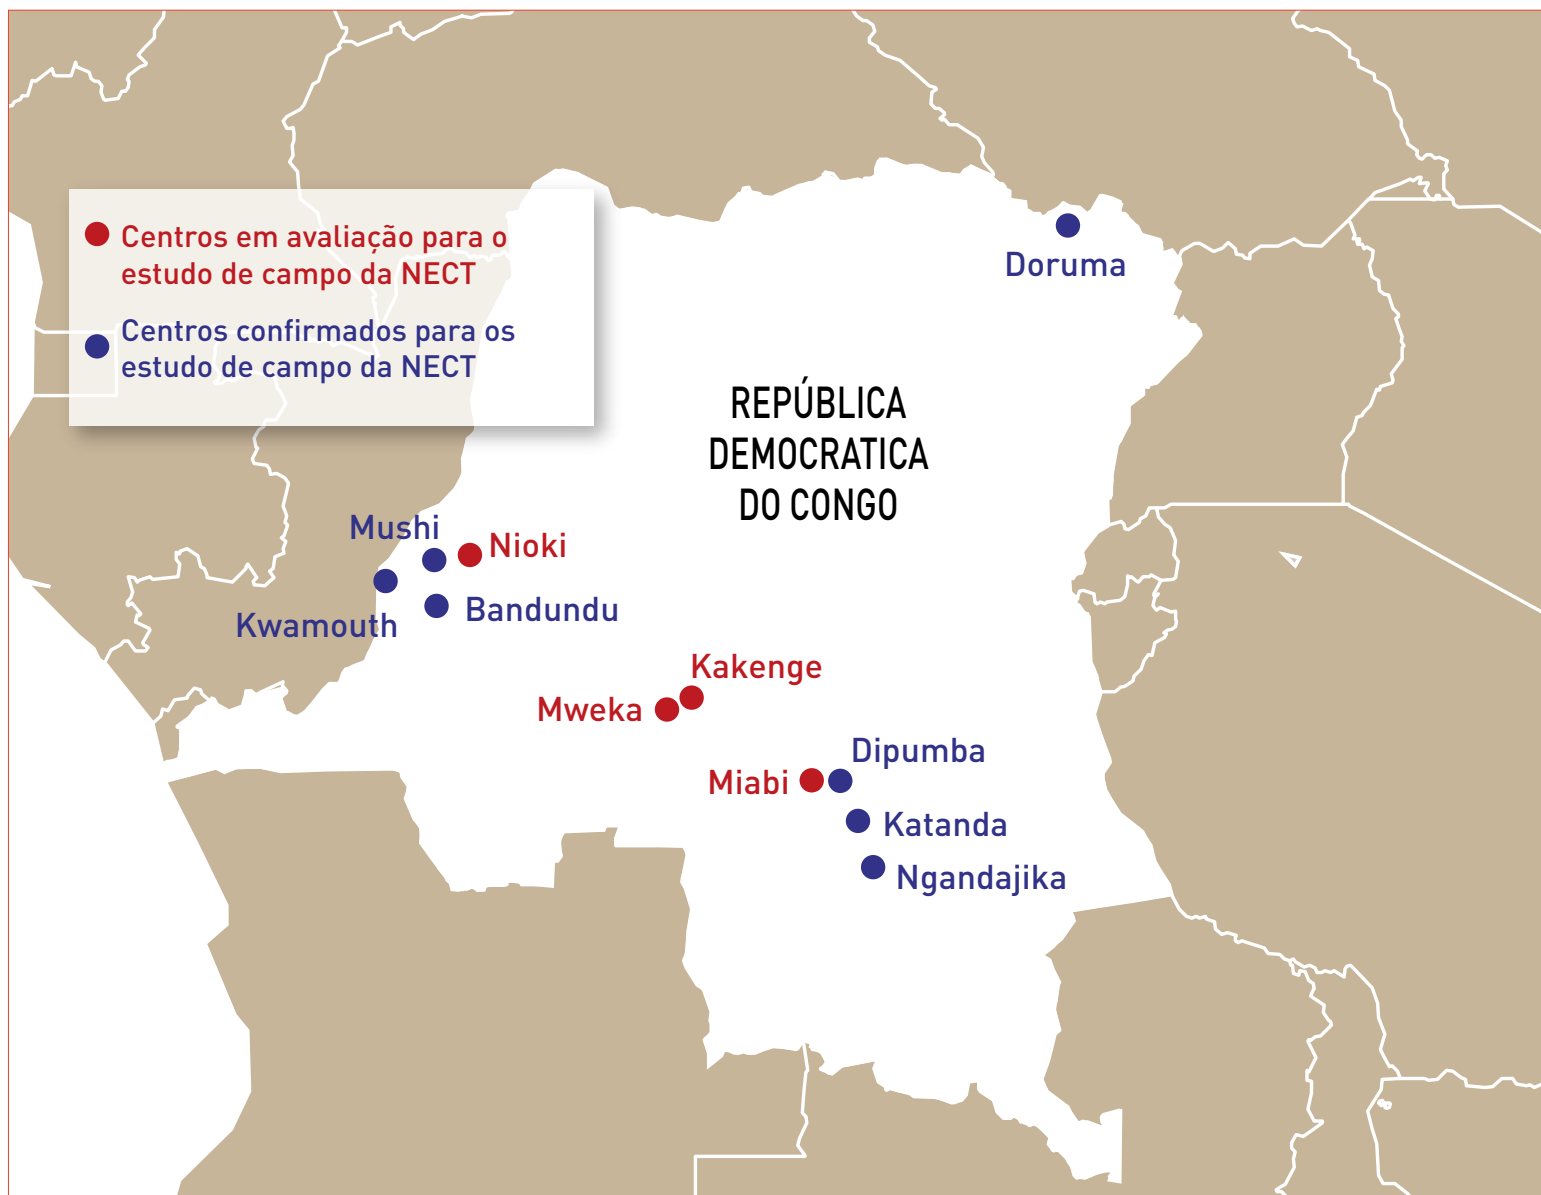 Centros em avaliação para o
estudo de campo da NECT
Centros confirmados para os
estudo de campo da NECT
Doruma
REPÚBLICA
DEMOCRATICA
DO CONGO
Mushi
Nioki
Kwamouth
Bandundu
Kakenge
Mweka
Dipumba
Miabi
Katanda
Ngandajika